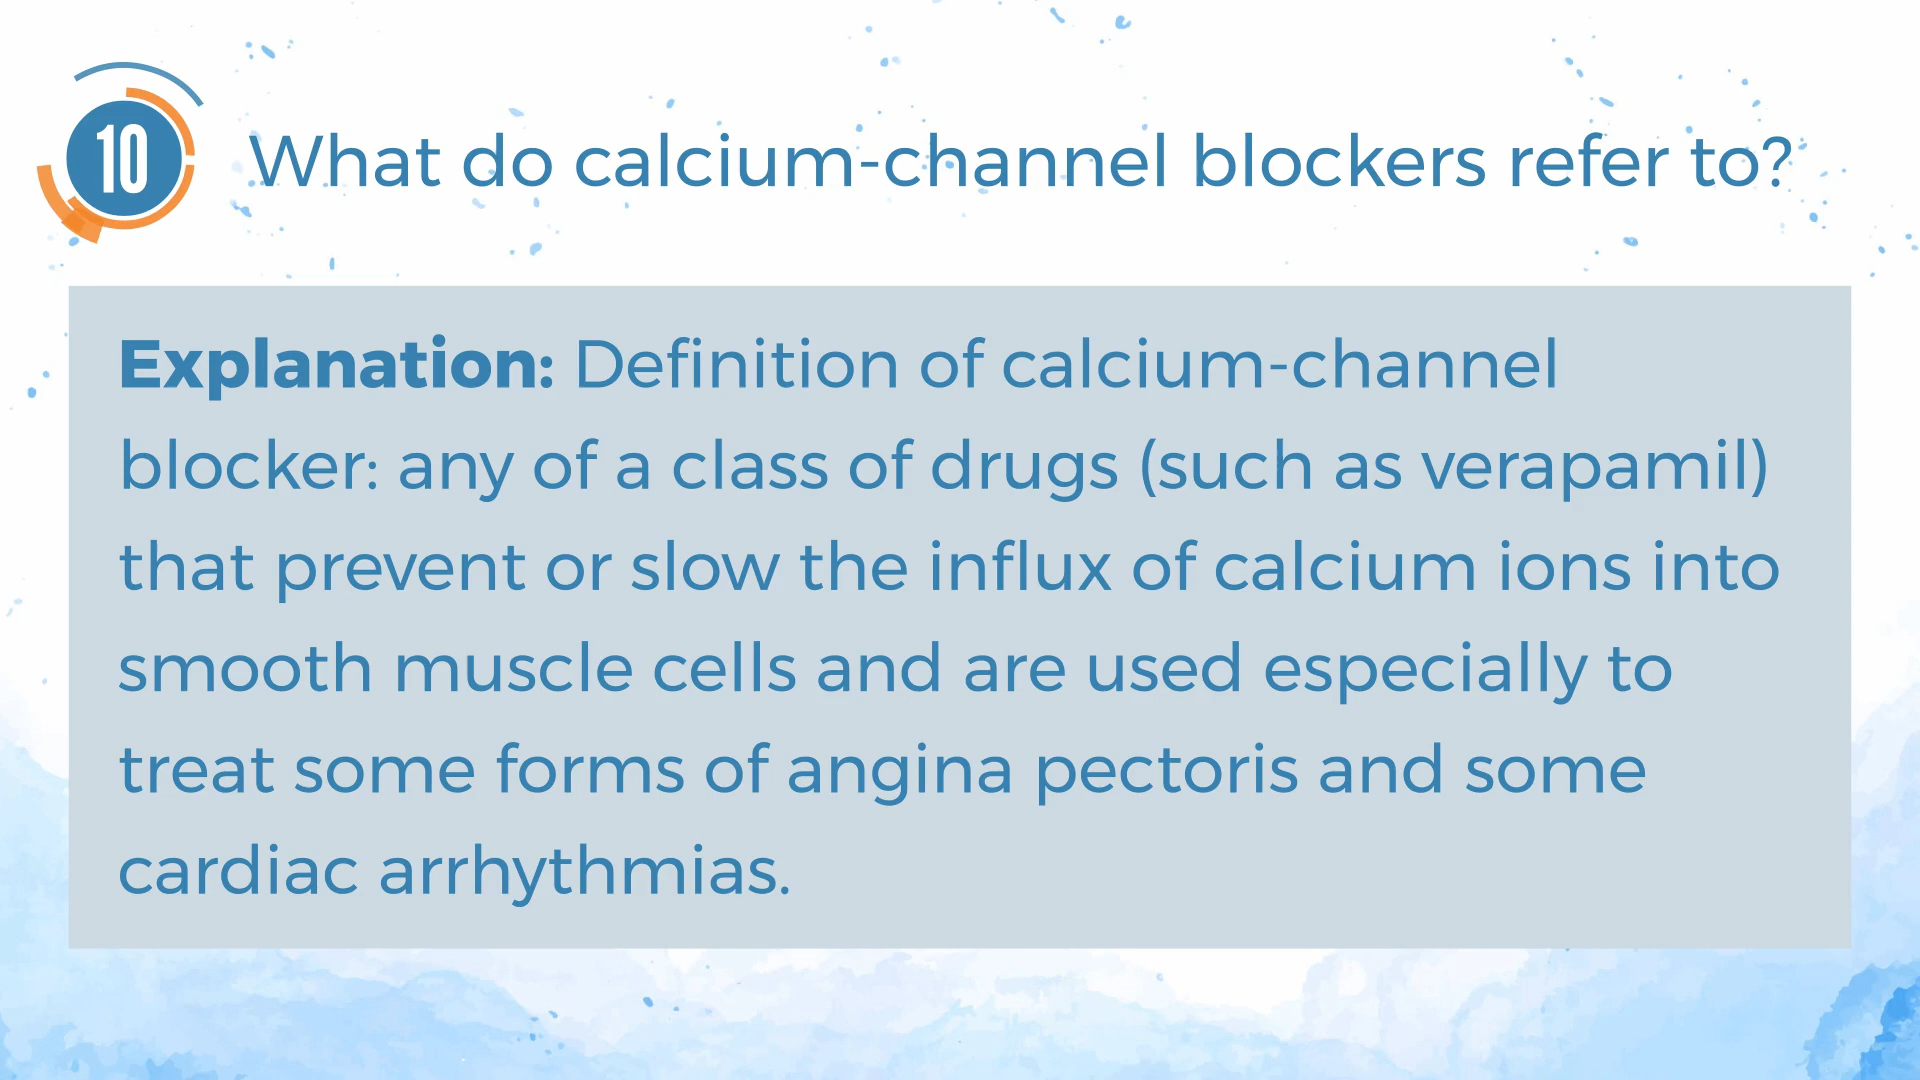 10
What do calcium-channel blockers refer to?
Explanation: Definition of calcium-channel
blocker: any of a class of drugs (such as verapamil)
that prevent or slow the influx of calcium ions into
smooth muscle cells and are used especially to
treat some forms of angina pectoris and some
cardiac arrhythmias.